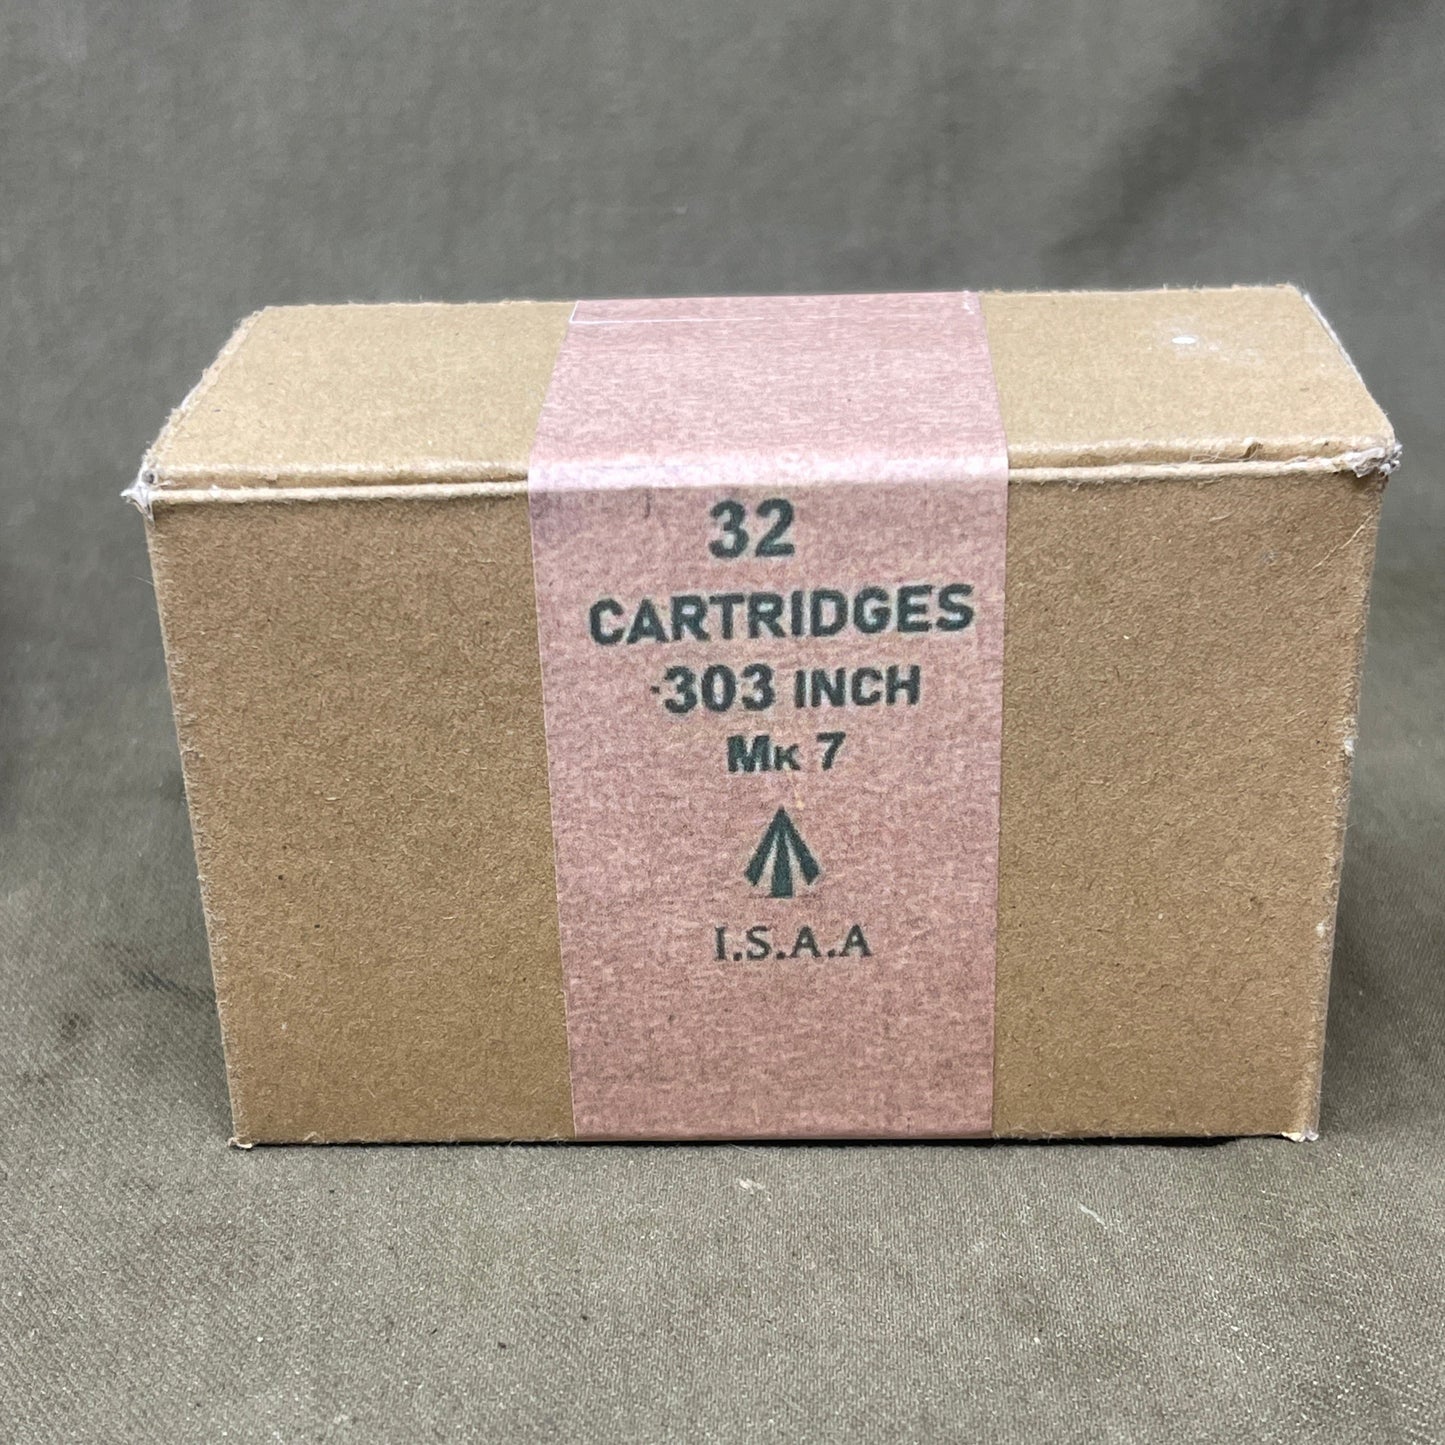 32
CARTRIDGES
·303 INCH
Mk 7
I.S.A.A